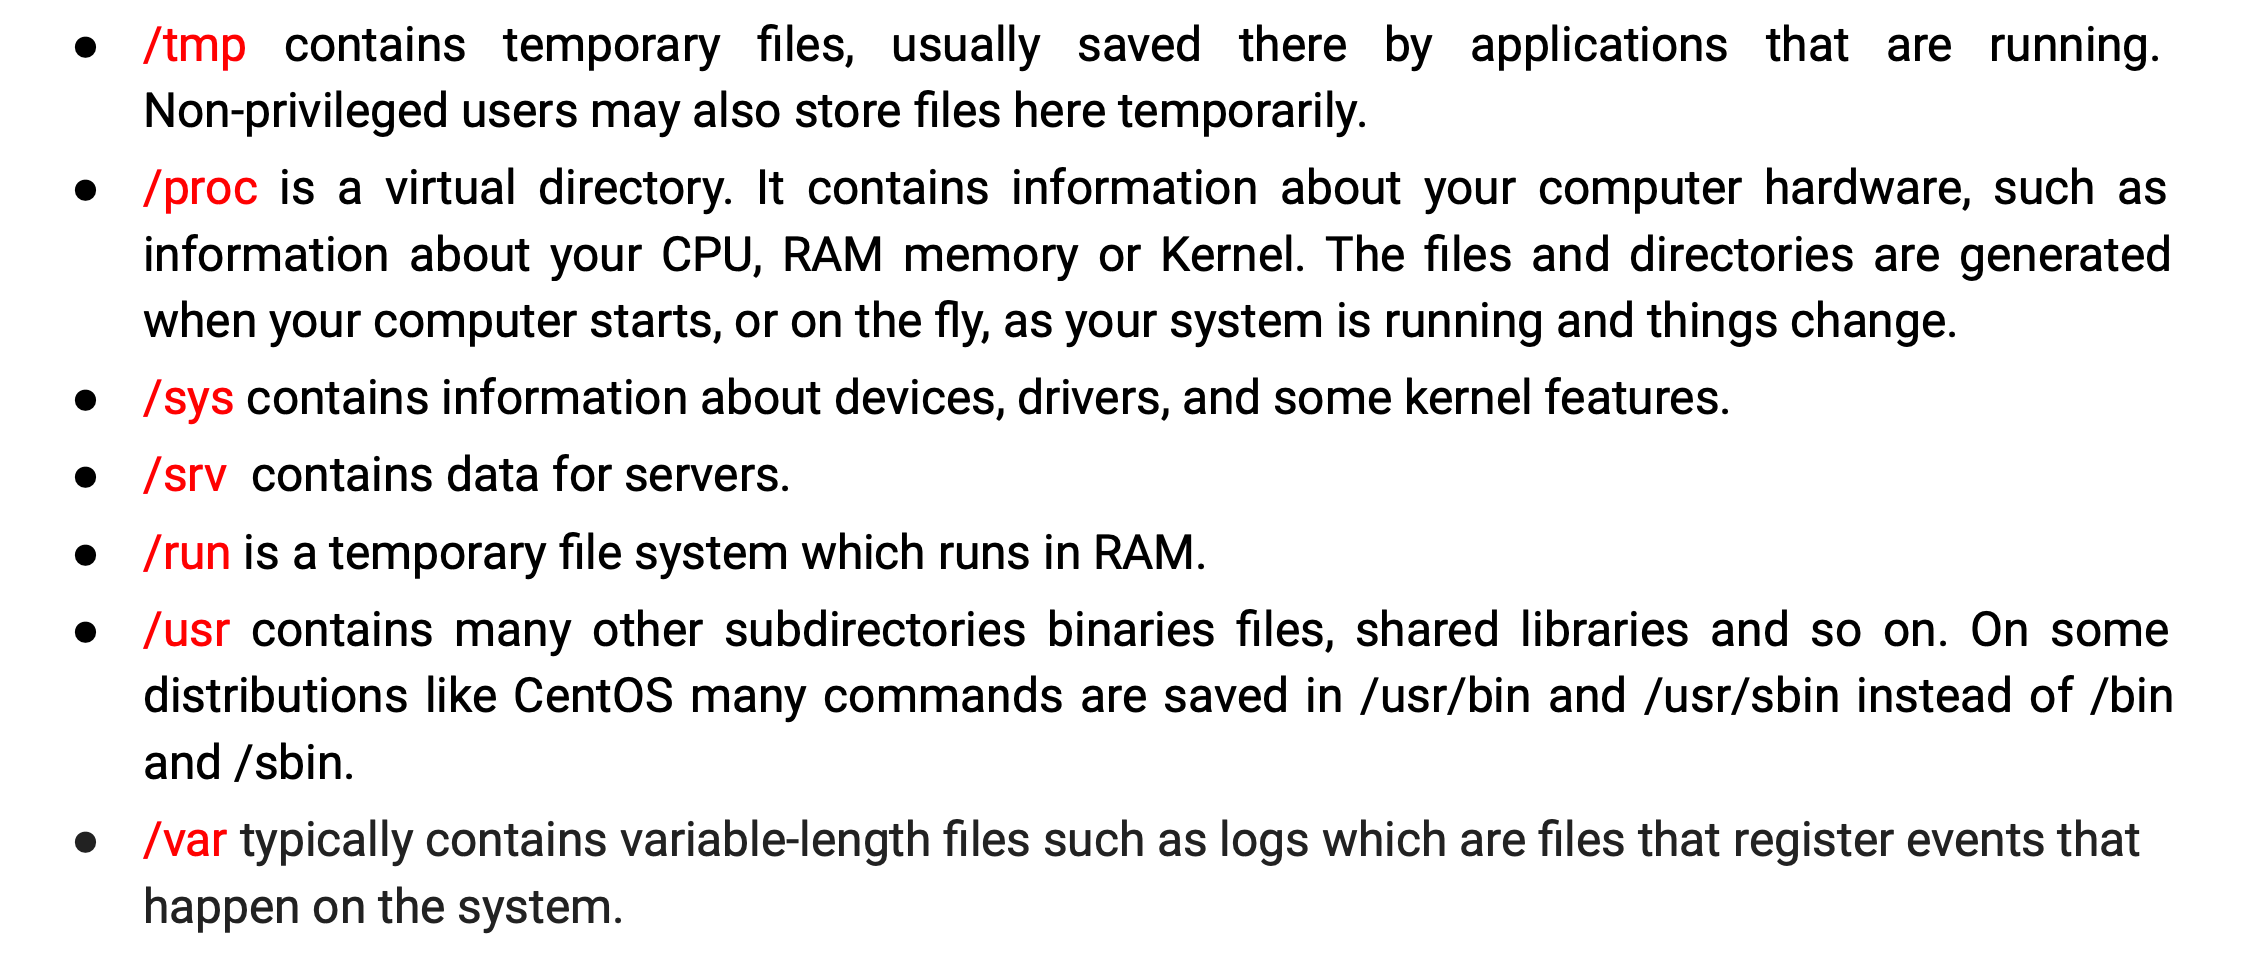 ● /tmp contains temporary files, usually saved there by applications that are running.
Non-privileged users may also store files here temporarily.
● /proc is a virtual directory. It contains information about your computer hardware, such as
information about your CPU, RAM memory or Kernel. The files and directories are generated
when your computer starts, or on the fly, as your system is running and things change.
● /sys contains information about devices, drivers, and some kernel features.
● /srv contains data for servers.
● /run is a temporary file system which runs in RAM.
● /usr contains many other subdirectories binaries files, shared libraries and so on. On some
distributions like CentOS many commands are saved in /usr/bin and /usr/sbin instead of /bin
and /sbin.
● /var typically contains variable-length files such as logs which are files that register events that
happen on the system.